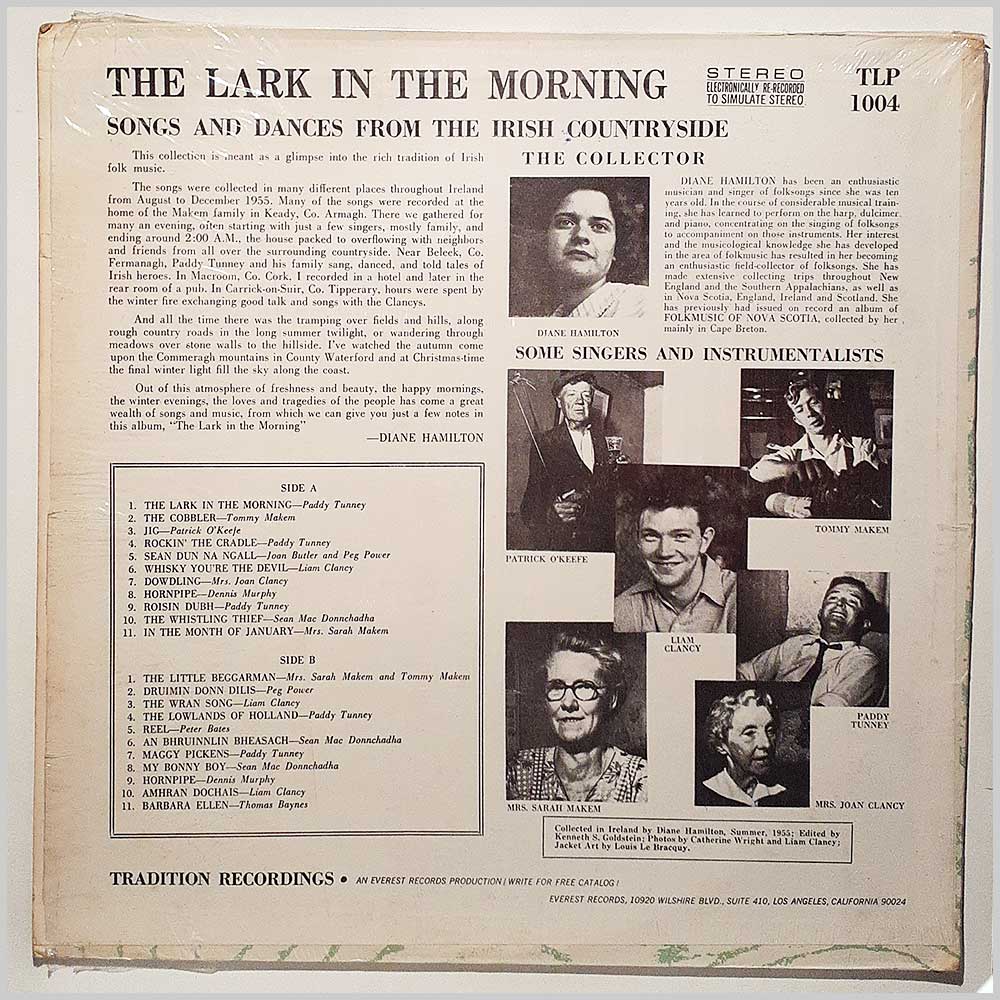 THE LARK IN THE MORNING
STEREO
ELECTRONICALLY RE-RECORDED
TO SIMULATE STEREO
TLP
1004
SONGS AND DANCES FROM THE IRISH COUNTRYSIDE
This collection is meant as a glimpse into the rich tradition of Irish
folk music.
The songs were collected in many different places throughout Ireland
from August to December 1955. Many of the songs were recorded at the
home of the Makem family in Keady, Co. Armagh. There we gathered for
many an evening, often starting with just a few singers, mostly family, and
ending around 2:00 A.M., the house packed to overflowing with neighbors
and friends from all over the surrounding countryside. Near Beleek, Co.
Fermanagh, Paddy Tunney and his family sang, danced, and told tales of
Irish heroes. In Macroom, Co. Cork, I recorded in a hotel and later in the
rear room of a pub. In Carrick-on-Suir, Co. Tipperary, hours were spent by
the winter fire exchanging good talk and songs with the Clancys.
And all the time there was the tramping over fields and hills, along
rough country roads in the long summer twilight, or wandering through
meadows over stone walls to the hillside. I've watched the autumn come
upon the Commeragh mountains in County Waterford and at Christmas-time
the final winter light fill the sky along the coast.
Out of this atmosphere of freshness and beauty, the happy mornings,
the winter evenings, the loves and tragedies of the people has come a great
wealth of songs and music, from which we can give you just a few notes in
this album, "The Lark in the Morning"
—DIANE HAMILTON
SIDE A
1. THE LARK IN THE MORNING—Paddy Tunney
2. THE COBBLER—Tommy Makem
3. JIG—Patrick O'Keefe
4. ROCKIN' THE CRADLE—Paddy Tunney
5. SEAN DUN NA NGALL—Joan Butler and Peg Power
6. WHISKY YOU'RE THE DEVIL—Liam Clancy
7. DOWDLING—Mrs. Joan Clancy
8. HORNPIPE—Dennis Murphy
9. ROISIN DUBH—Paddy Tunney
10. THE WHISTLING THIEF—Sean Mac Donnchadha
11. IN THE MONTH OF JANUARY—Mrs. Sarah Makem
SIDE B
1. THE LITTLE BEGGARMAN—Mrs. Sarah Makem and Tommy Makem
2. DRUIMIN DONN DILIS—Peg Power
3. THE WRAN SONG—Liam Clancy
4. THE LOWLANDS OF HOLLAND—Paddy Tunney
5. REEL—Peter Bates
6. AN BHRUINNLIN BHEASACH—Sean Mac Donnchadha
7. MAGGY PICKENS—Paddy Tunney
8. MY BONNY BOY—Sean Mac Donnchadha
9. HORNPIPE—Dennis Murphy
10. AMHRAN DOCHAIS—Liam Clancy
11. BARBARA ELLEN—Thomas Baynes
THE COLLECTOR
DIANE HAMILTON has been an enthusiastic
musician and singer of folksongs since she was ten
years old. In the course of considerable musical train-
ing, she has learned to perform on the harp, dulcimer
and piano, concentrating on the singing of folksongs
to accompaniment on those instruments. Her interest
and the musicological knowledge she has developed
in the area of folkmusic has resulted in her becoming
an enthusiastic field-collector of folksongs. She has
made extensive collecting trips throughout New
England and the Southern Appalachians, as well as
in Nova Scotia, England, Ireland and Scotland. She
has previously had issued on record an album of
FOLKMUSIC OF NOVA SCOTIA, collected by her
mainly in Cape Breton.
DIANE HAMILTON
SOME SINGERS AND INSTRUMENTALISTS
PATRICK O'KEEFE
TOMMY MAKEM
LIAM
CLANCY
PADDY
TUNNEY
MRS. SARAH MAKEM
MRS. JOAN CLANCY
Collected in Ireland by Diane Hamilton, Summer, 1955; Edited by
Kenneth S. Goldstein; Photos by Catherine Wright and Liam Clancy;
Jacket Art by Louis Le Bracquy.
TRADITION RECORDINGS • AN EVEREST RECORDS PRODUCTION / WRITE FOR FREE CATALOG!
EVEREST RECORDS, 10920 WILSHIRE BLVD., SUITE 410, LOS ANGELES, CALIFORNIA 90024